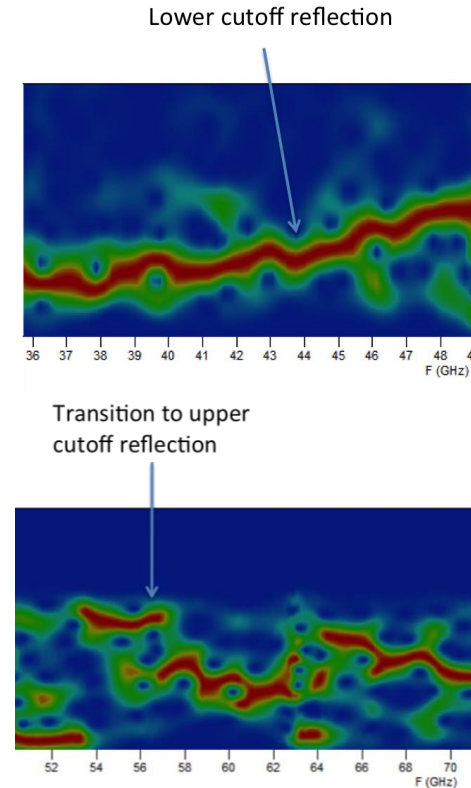 Lower cutoff reflection
36 37 38 39 40 41 42 43 44 45 46 47 48
F (GHz)
Transition to upper
cutoff reflection
52 54 56 58 60 62 64 66 68 70
F (GHz)